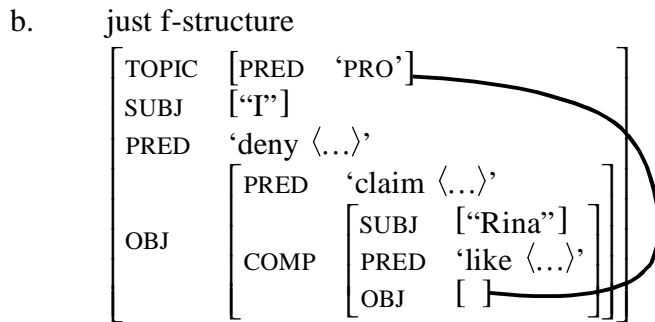 b. just f-structure
TOPIC [PRED ‘PRO’]
SUBJ [“I”]
PRED ‘deny ⟨…⟩’
PRED ‘claim ⟨…⟩’
SUBJ [“Rina”]
OBJ
COMP PRED ‘like ⟨…⟩’
OBJ [ ]